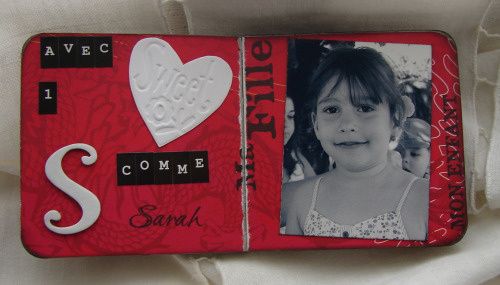 AVEC
1
Sweet
S
COMME
Sarah
Ma Fille
MON ENFANT